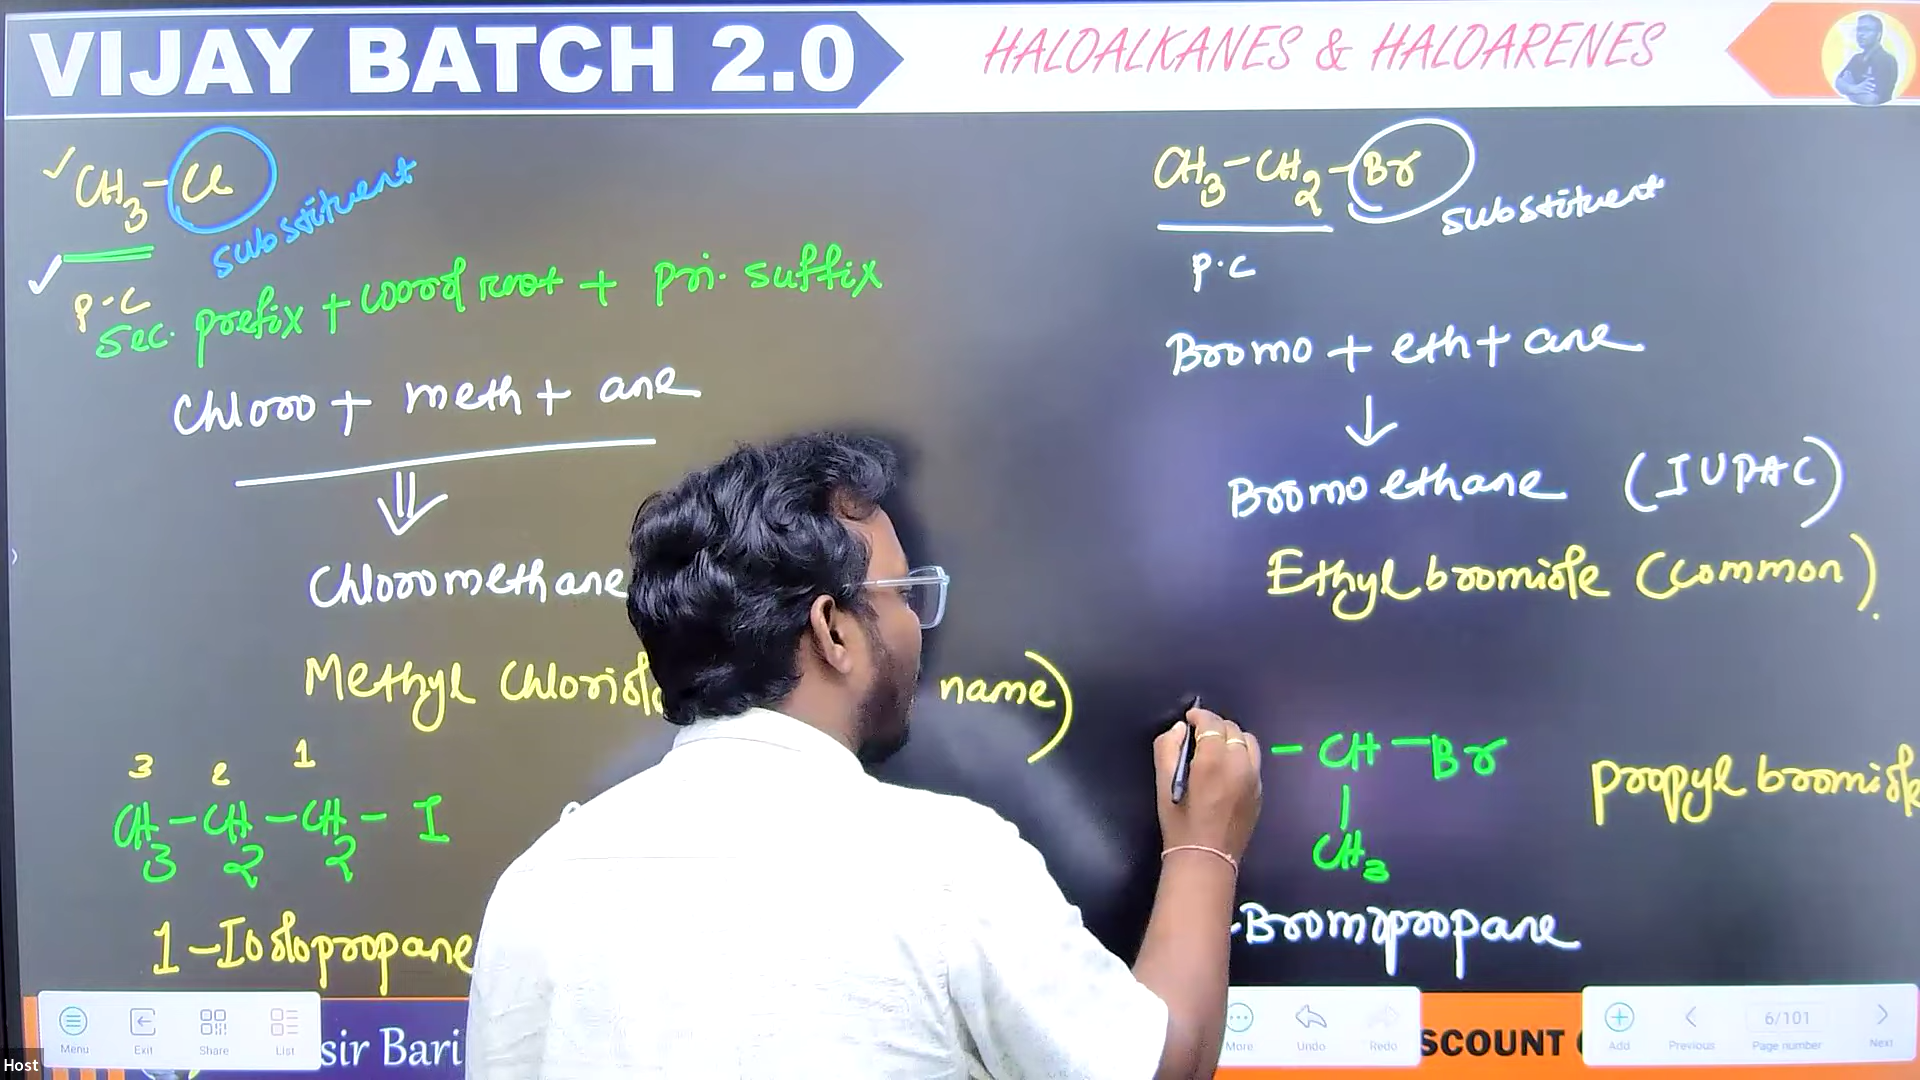 VIJAY BATCH 2.0
HALOALKANES & HALOARENES
CH3-Cl
substituent
P.C
Sec. prefix + word root + pri. suffix
Chloro + meth + ane
Chloromethane
Methyl Chloride
name)
3 2 1
CH3-CH2-CH2-I
1-Iodopropane
CH3-CH2-Br
substituent
P.C
Bromo + eth + ane
Bromoethane (IUPAC)
Ethyl bromide (Common).
-CH-Br
CH3
propyl bromide
-Bromopropane
Menu
Exit
Share
List
sir Bari
More
Undo
Redo
SCOUNT
Add
Previous
6/101
Page number
Next
Host